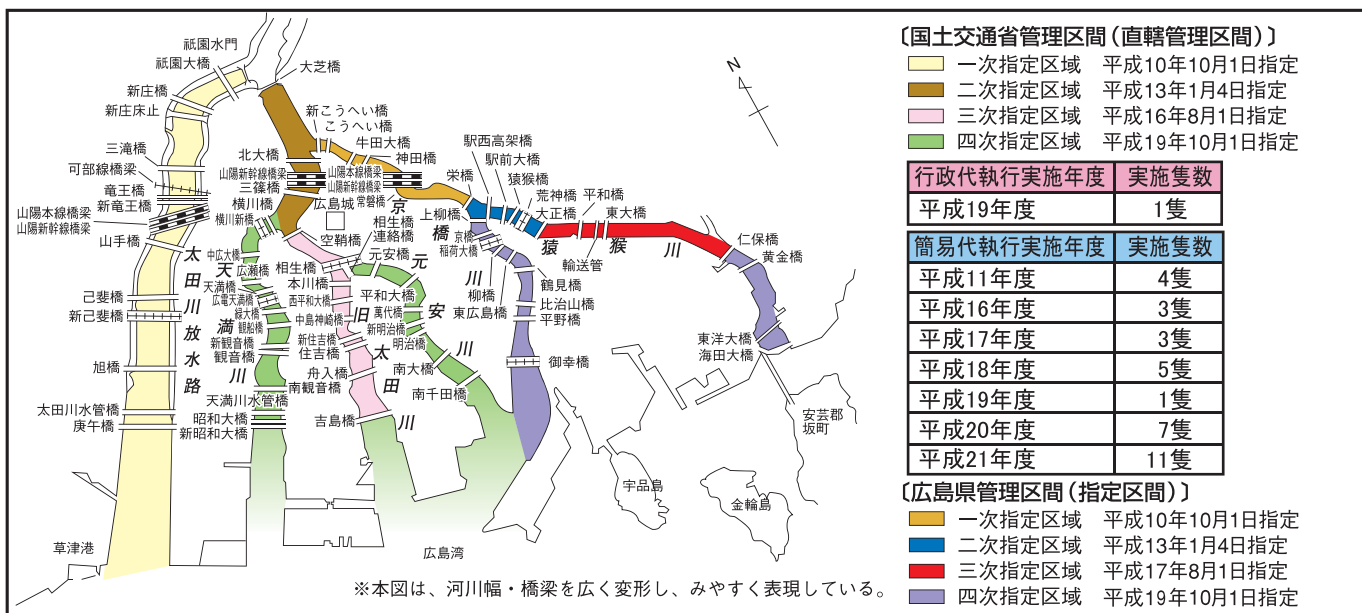 祇園水門
祇園大橋
大芝橋
新庄橋
新庄床止
三滝橋
可部線橋梁
竜王橋
新竜王橋
山陽本線橋梁
山陽新幹線橋梁
山手橋
己斐橋
新己斐橋
旭橋
太田川水管橋
庚午橋
草津港
太田川放水路
新こうへい橋
こうへい橋
牛田大橋
神田橋
北大橋
山陽新幹線橋梁
三篠橋
山陽本線橋梁
山陽新幹線橋梁
常盤橋
広島城
横川橋
横川新橋
空鞘橋
中広大橋
広瀬橋
天満橋
広電天満橋
緑大橋
観船橋
新観音橋
観音橋
南観音橋
天満川水管橋
昭和大橋
新昭和大橋
天満川
相生橋
連絡橋
相生橋
本川橋
西平和大橋
中島神崎橋
新住吉橋
住吉橋
舟入橋
吉島橋
旧太田川
元安橋
平和大橋
萬代橋
新明治橋
明治橋
南大橋
南千田橋
元安川
栄橋
上柳橋
京橋
稲荷大橋
柳橋
東広島橋
鶴見橋
比治山橋
平野橋
御幸橋
京橋川
駅西高架橋
駅前大橋
猿猴橋
荒神橋
大正橋
平和橋
東大橋
輸送管
仁保橋
黄金橋
東洋大橋
海田大橋
猿猴川
安芸郡
坂町
宇品島
金輪島
広島湾
N
※本図は、河川幅・橋梁を広く変形し、みやすく表現している。
〔国土交通省管理区間(直轄管理区間)〕
一次指定区域 平成10年10月1日指定
二次指定区域 平成13年1月4日指定
三次指定区域 平成16年8月1日指定
四次指定区域 平成19年10月1日指定
行政代執行実施年度 実施隻数
平成19年度 1隻
簡易代執行実施年度 実施隻数
平成11年度 4隻
平成16年度 3隻
平成17年度 3隻
平成18年度 5隻
平成19年度 1隻
平成20年度 7隻
平成21年度 11隻
〔広島県管理区間(指定区間)〕
一次指定区域 平成10年10月1日指定
二次指定区域 平成13年1月4日指定
三次指定区域 平成17年8月1日指定
四次指定区域 平成19年10月1日指定